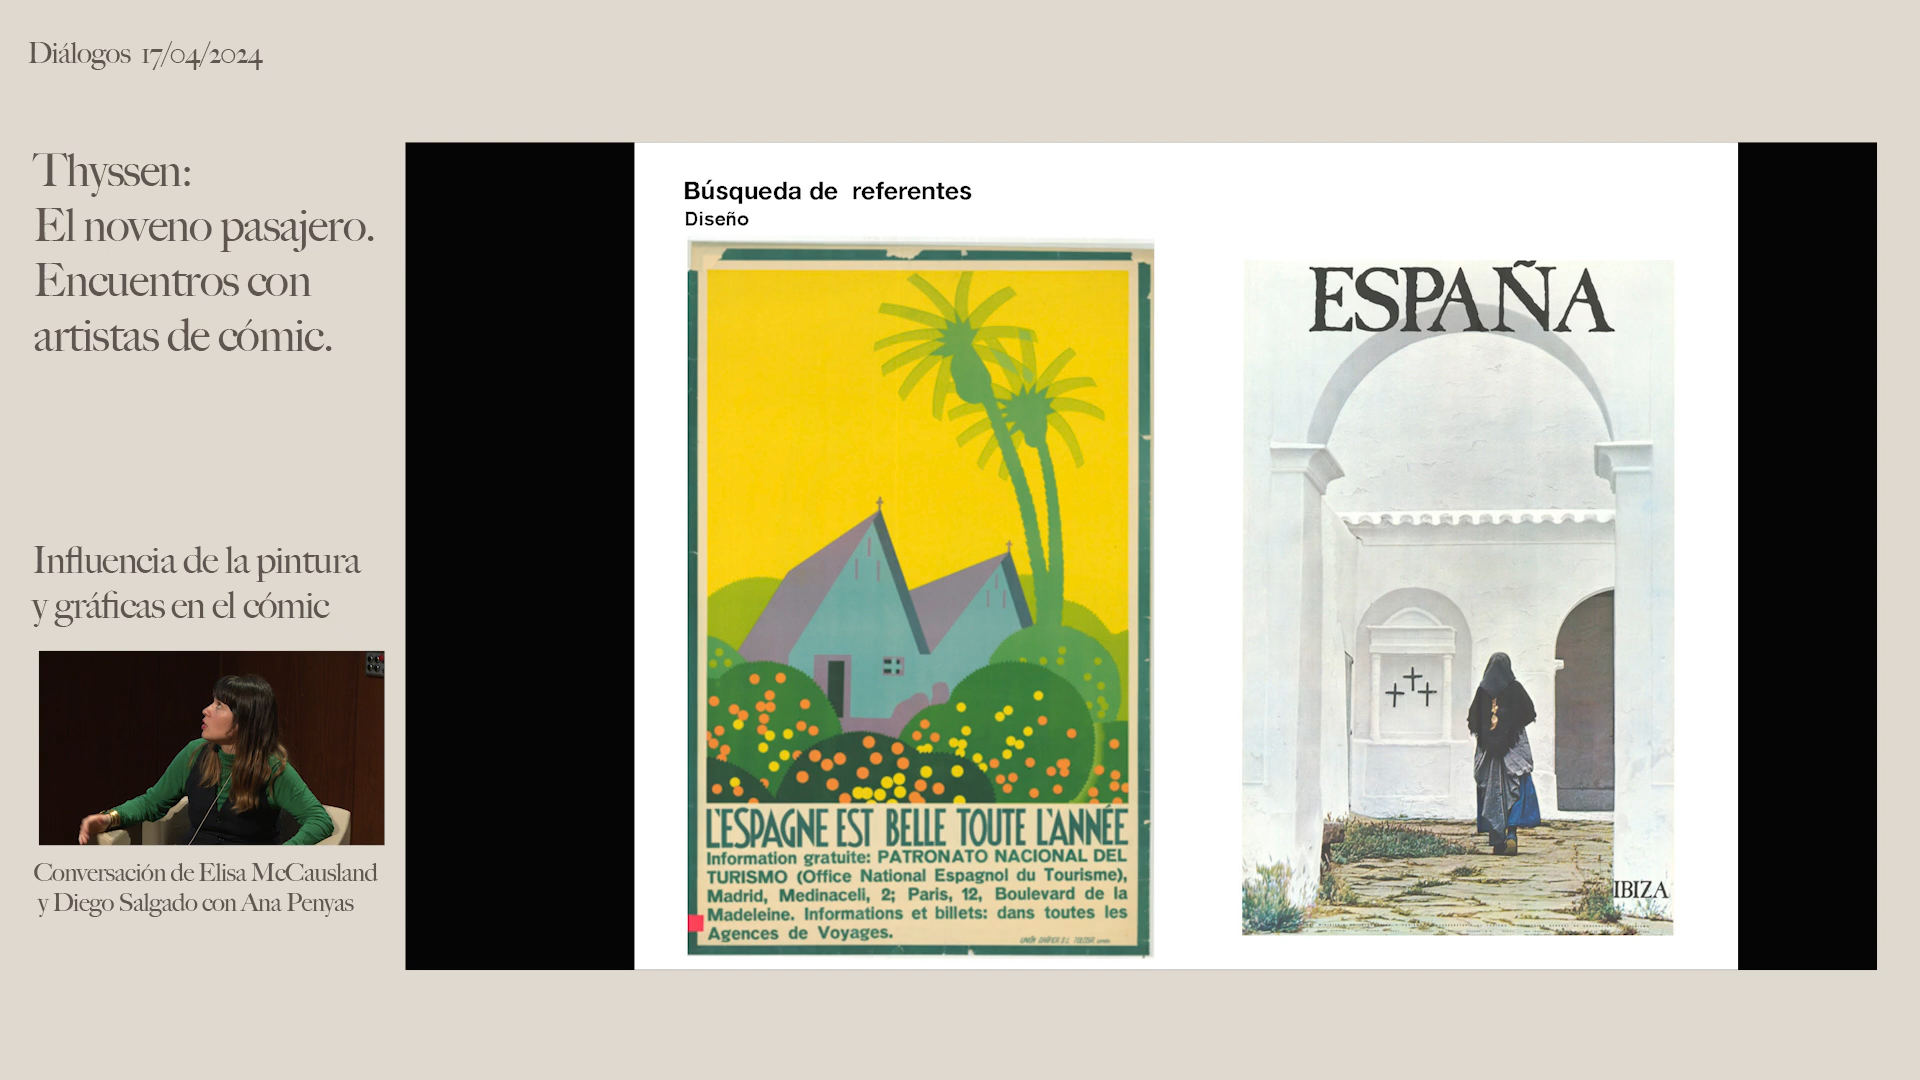 Diálogos 17/04/2024
Thyssen:
El noveno pasajero.
Encuentros con
artistas de cómic.
Influencia de la pintura
y gráficas en el cómic
Conversación de Elisa McCausland
y Diego Salgado con Ana Penyas
Búsqueda de referentes
Diseño
L'ESPAGNE EST BELLE TOUTE L'ANNÉE
Information gratuite: PATRONATO NACIONAL DEL
TURISMO (Office National Espagnol du Tourisme),
Madrid, Medinaceli, 2; Paris, 12, Boulevard de la
Madeleine. Informations et billets: dans toutes les
Agences de Voyages.
ESPAÑA
IBIZA